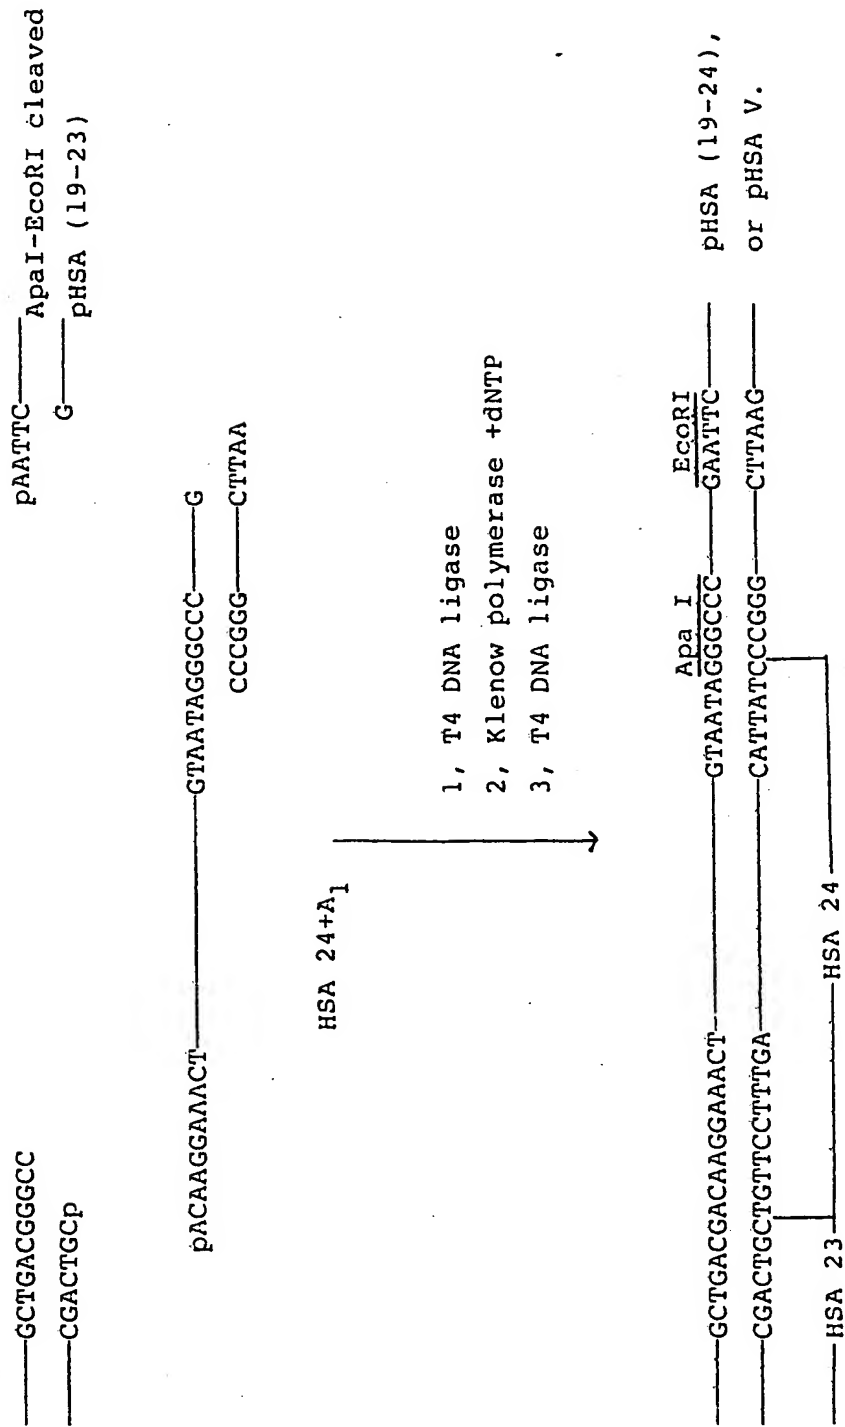 GCTGACGGGCC
CGACTGCp
pAATTC
ApaI-EcoRI cleaved
G
pHSA (19-23)
pACAAGGAAACT
GTAATAGGGCCC
G
CCCGGG
CTTAA
HSA 24+A1
1, T4 DNA ligase
2, Klenow polymerase +dNTP
3, T4 DNA ligase
Apa I
EcoRI
GCTGACGACAAGGAAACT
GTAATAGGGCCC
GAATTC
pHSA (19-24),
CGACTGCTGTTCCTTTGA
CATTATCCCGGG
CTTAAG
or pHSA V.
HSA 23
HSA 24